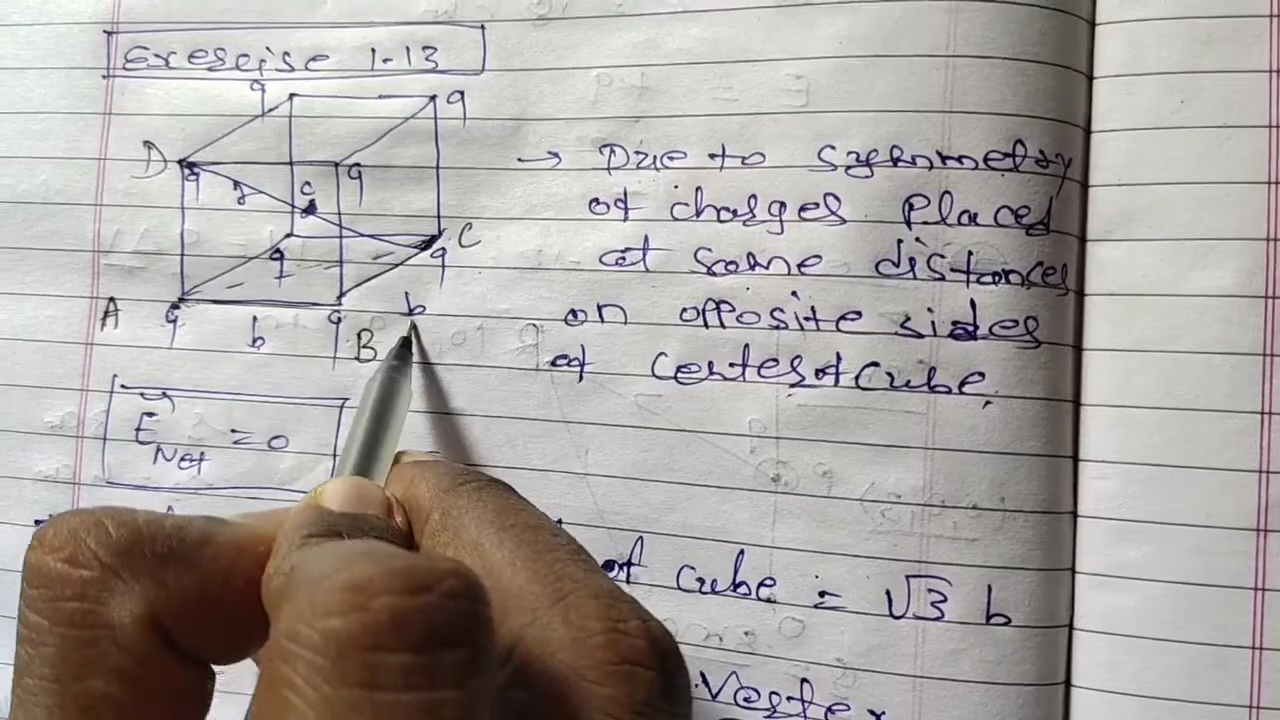 Exercise 1.13
q
q
D
q
r
c
q
C
q
q
A
q
b
q
B
b
→ Due to symmetry
of charges placed
at same distances
on opposite sides
of center of cube.
E Net = 0
of cube = √3 b
Vertex